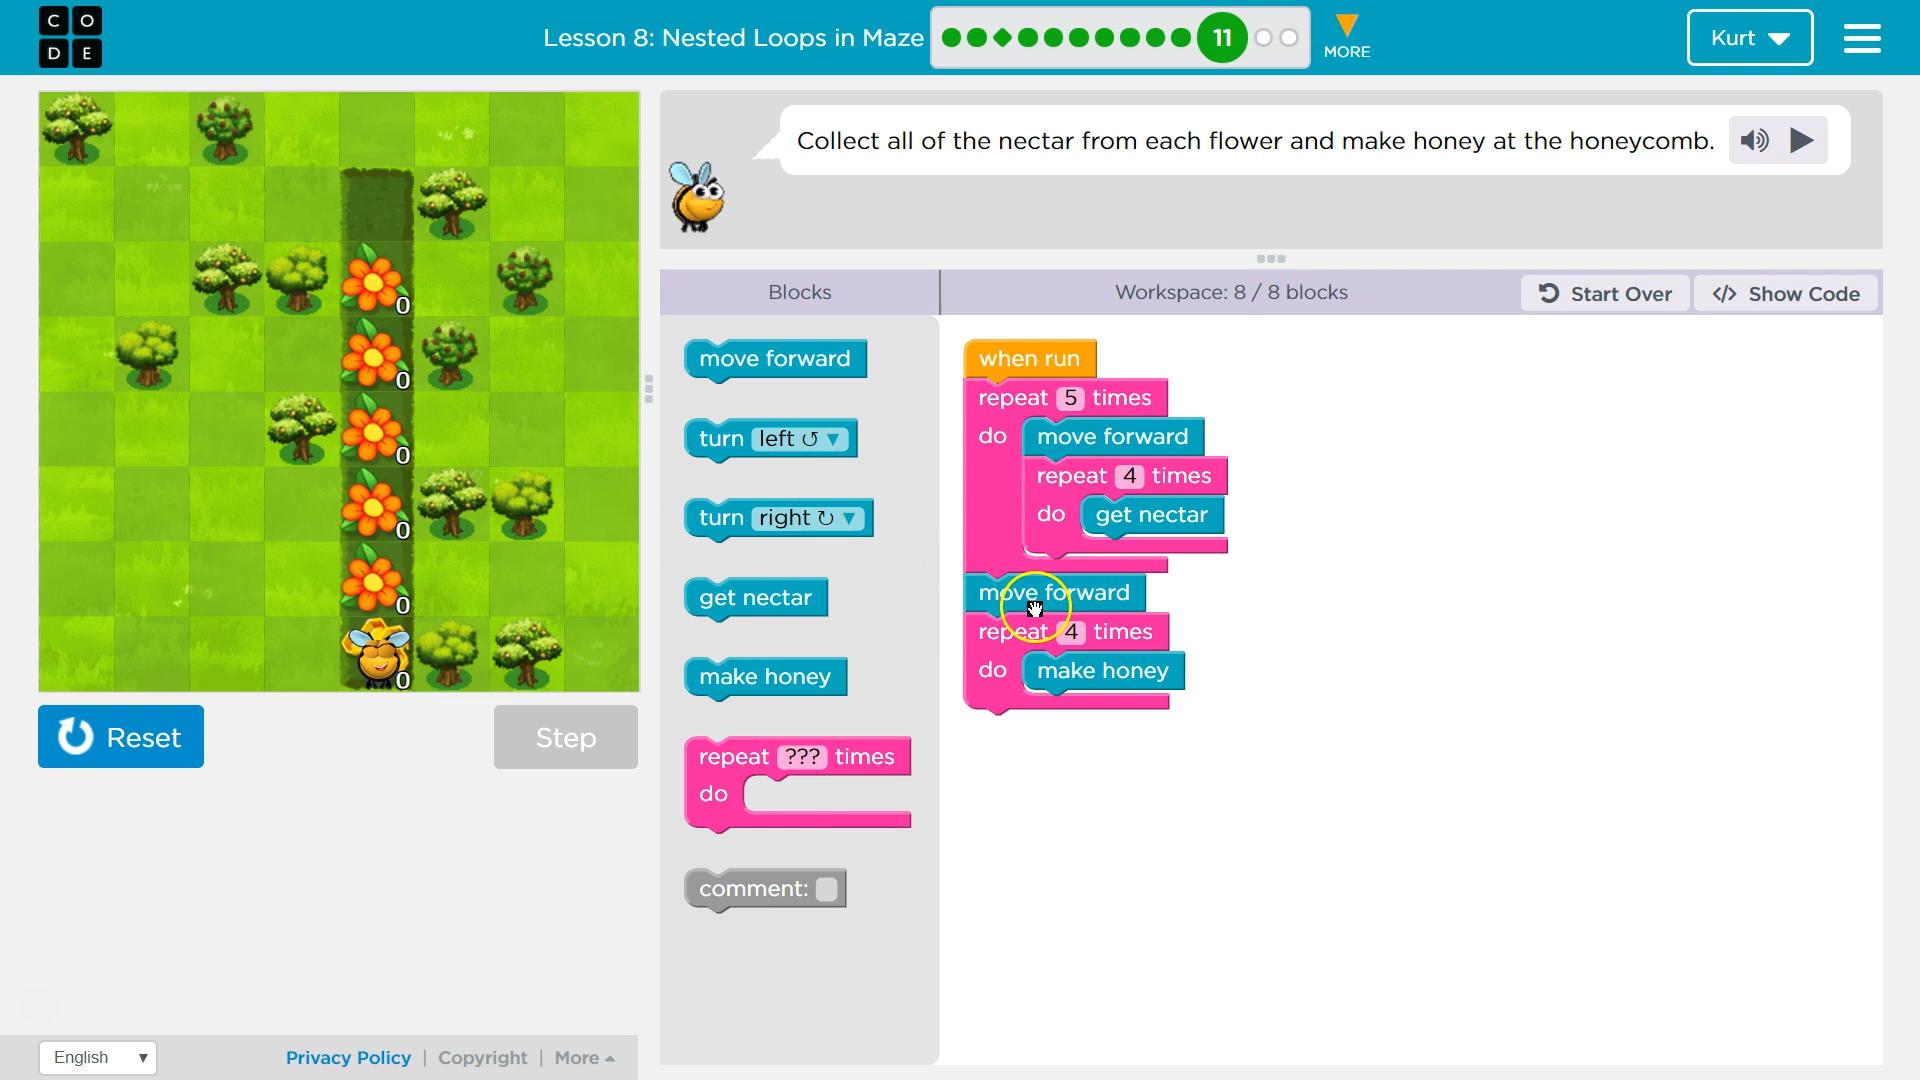 C O
D E
Lesson 8: Nested Loops in Maze
11
MORE
Kurt
Collect all of the nectar from each flower and make honey at the honeycomb.
Blocks
Workspace: 8 / 8 blocks
Start Over
</> Show Code
0
0
0
0
0
0
Reset
Step
move forward
turn left ↺ ▼
turn right ↻ ▼
get nectar
make honey
repeat ??? times
do
comment:
when run
repeat 5 times
do move forward
repeat 4 times
do get nectar
move forward
repeat 4 times
do make honey
English
Privacy Policy | Copyright | More